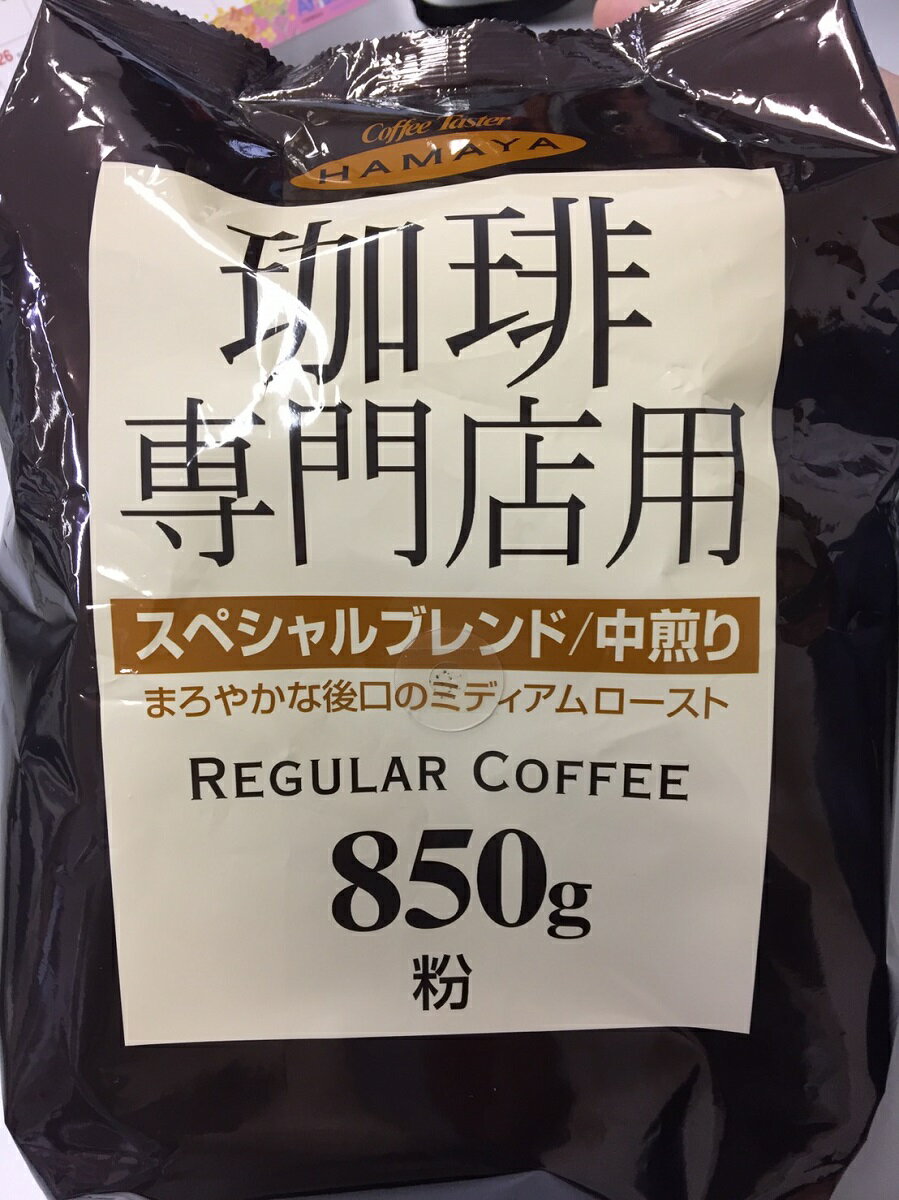 26
Coffee Taster
HAMAYA
珈琲
専門店用
スペシャルブレンド/中煎り
まろやかな後口のミディアムロースト
REGULAR COFFEE
850g
粉